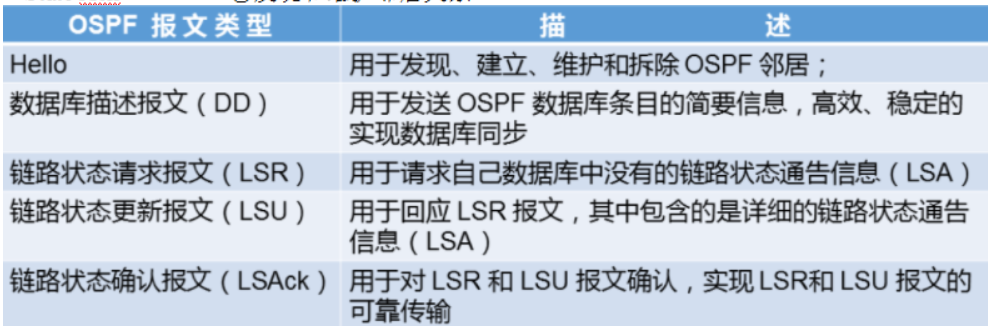 OSPF 报文类型 描 述
Hello 用于发现、建立、维护和拆除 OSPF 邻居；
数据库描述报文（DD） 用于发送 OSPF 数据库条目的简要信息，高效、稳定的
实现数据库同步
链路状态请求报文（LSR） 用于请求自己数据库中没有的链路状态通告信息（LSA）
链路状态更新报文（LSU） 用于回应 LSR 报文，其中包含的是详细的链路状态通告
信息（LSA）
链路状态确认报文（LSAck） 用于对 LSR 和 LSU 报文确认，实现 LSR和 LSU 报文的
可靠传输